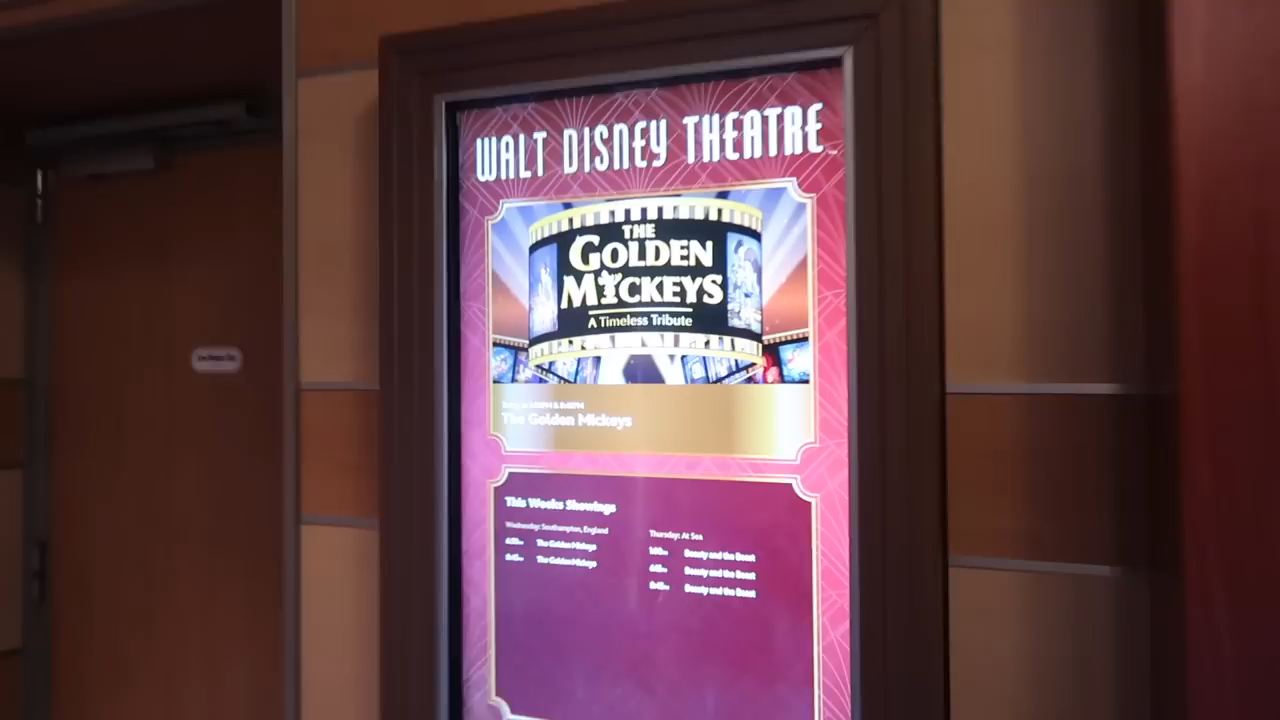 WALT DISNEY THEATRE
THE
GOLDEN
MICKEYS
A Timeless Tribute
The Golden Mickeys
This Weeks Showings
Wednesday: Southampton, England
The Golden Mickeys
8:45PM The Golden Mickeys
Thursday: At Sea
Beauty and the Beast
Beauty and the Beast
Beauty and the Beast